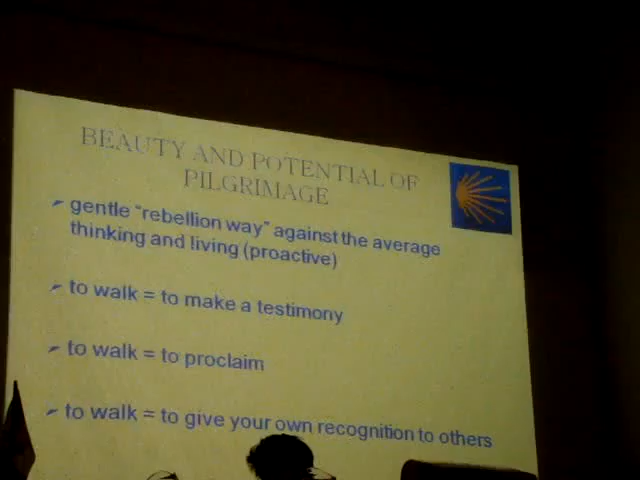 BEAUTY AND POTENTIAL OF
PILGRIMAGE
gentle "rebellion way" against the average
thinking and living (proactive)
to walk = to make a testimony
to walk = to proclaim
to walk = to give your own recognition to others